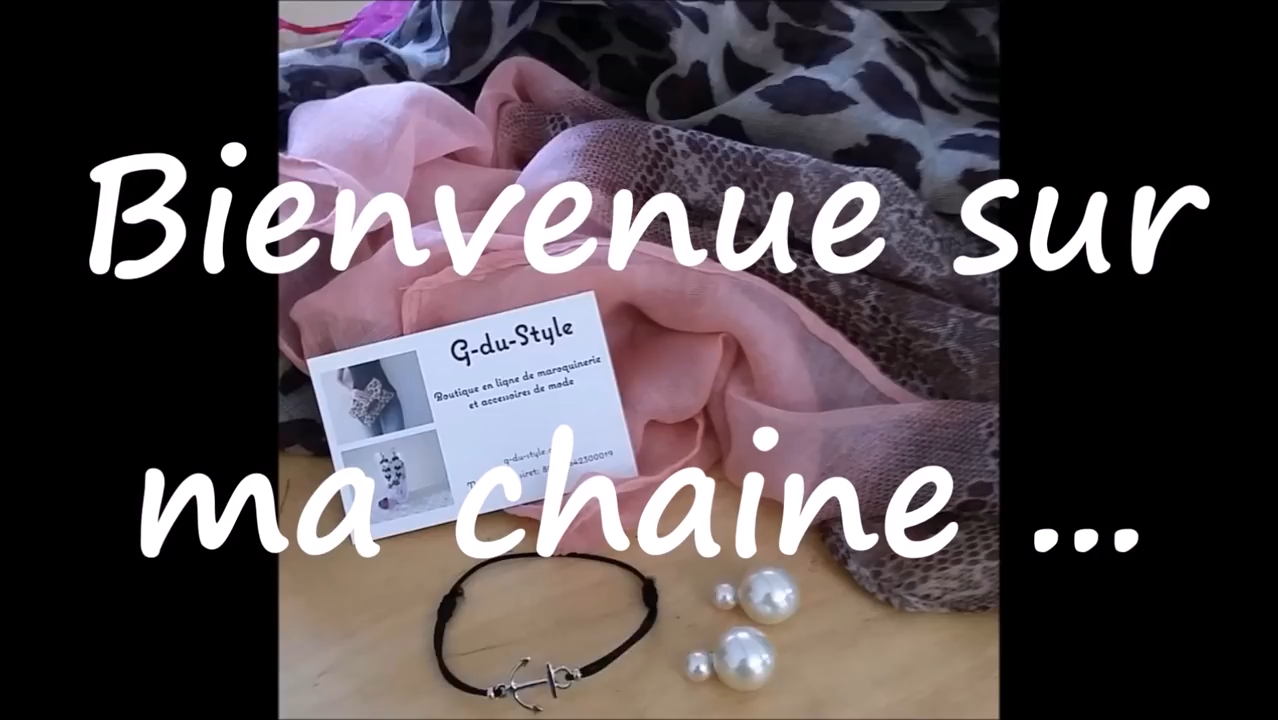 Bienvenue sur
G-du-Style
Boutique en ligne de maroquinerie
et accessoires de mode
ma chaine ...